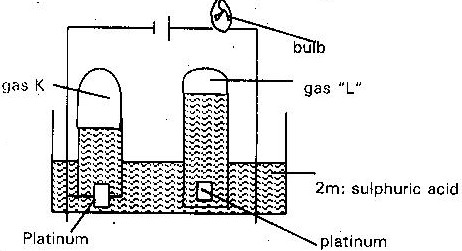 bulb
gas K
gas "L"
2m: sulphuric acid
Platinum
platinum